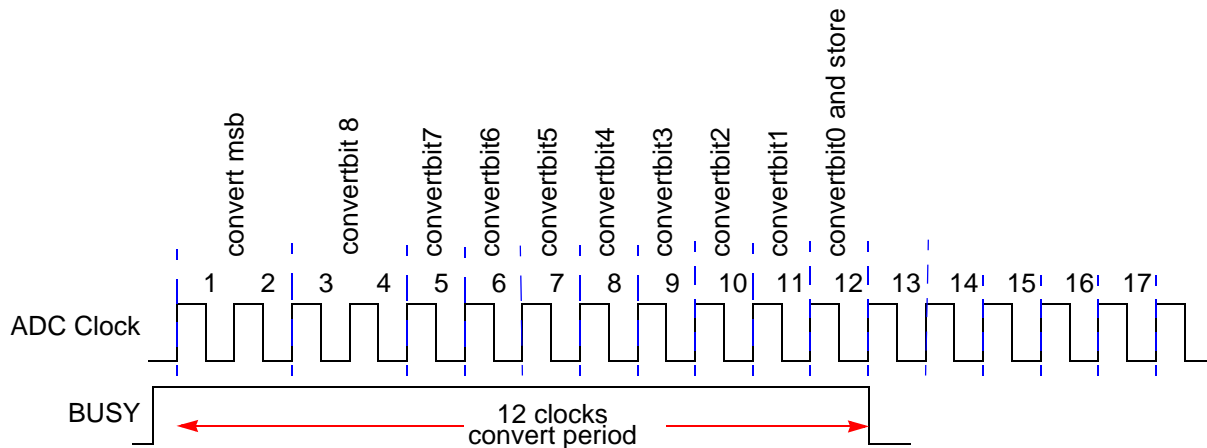 convert msb
convertbit 8
convertbit7
convertbit6
convertbit5
convertbit4
convertbit3
convertbit2
convertbit1
convertbit0 and store
1 2 3 4 5 6 7 8 9 10 11 12 13 14 15 16 17
ADC Clock
BUSY
12 clocks
convert period